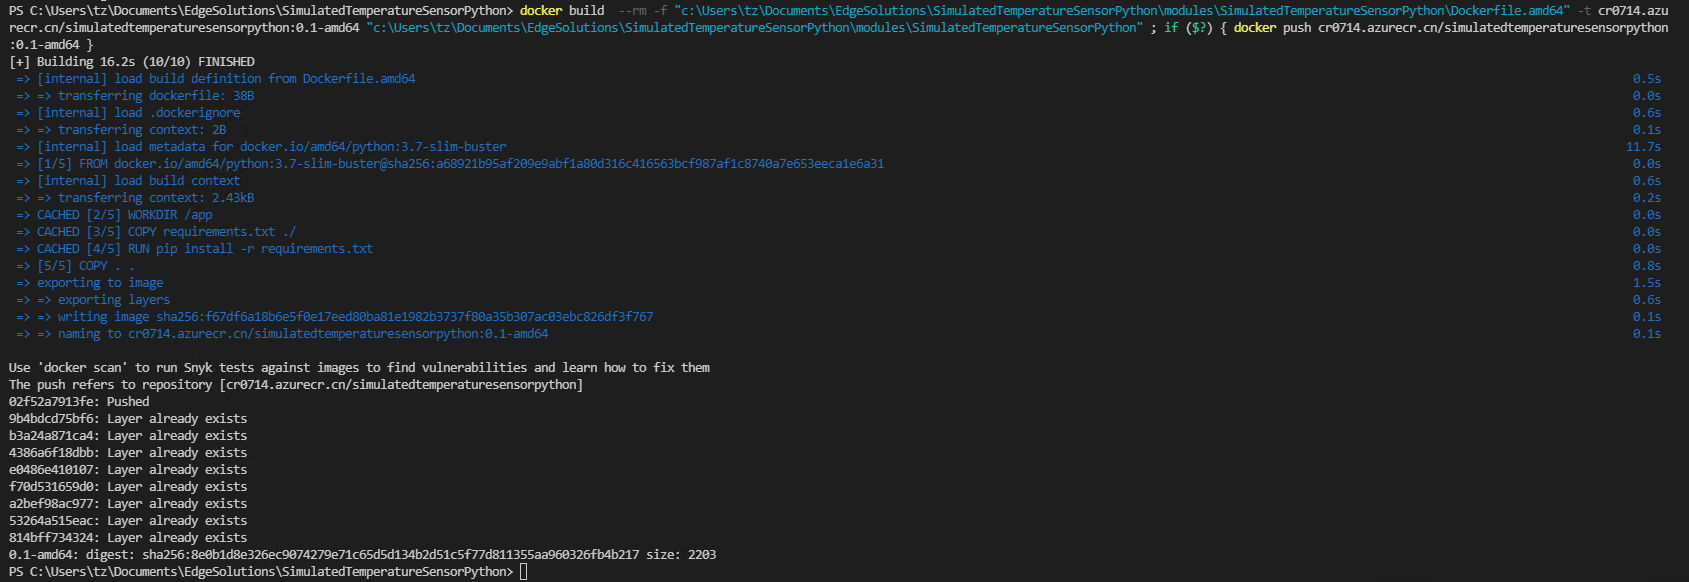 PS C:\Users\tz\Documents\EdgeSolutions\SimulatedTemperatureSensorPython> docker build  --rm -f "c:\Users\tz\Documents\EdgeSolutions\SimulatedTemperatureSensorPython\modules\SimulatedTemperatureSensorPython\Dockerfile.amd64" -t cr0714.azu
recr.cn/simulatedtemperaturesensorpython:0.1-amd64 "c:\Users\tz\Documents\EdgeSolutions\SimulatedTemperatureSensorPython\modules\SimulatedTemperatureSensorPython" ; if ($?) { docker push cr0714.azurecr.cn/simulatedtemperaturesensorpython
:0.1-amd64 }
[+] Building 16.2s (10/10) FINISHED
=> [internal] load build definition from Dockerfile.amd64 0.5s
=> => transferring dockerfile: 38B 0.0s
=> [internal] load .dockerignore 0.6s
=> => transferring context: 2B 0.1s
=> [internal] load metadata for docker.io/amd64/python:3.7-slim-buster 11.7s
=> [1/5] FROM docker.io/amd64/python:3.7-slim-buster@sha256:a68921b95af209e9abf1a80d316c416563bcf987af1c8740a7e653eeca1e6a31 0.0s
=> [internal] load build context 0.6s
=> => transferring context: 2.43kB 0.2s
=> CACHED [2/5] WORKDIR /app 0.0s
=> CACHED [3/5] COPY requirements.txt ./ 0.0s
=> CACHED [4/5] RUN pip install -r requirements.txt 0.0s
=> [5/5] COPY . . 0.8s
=> exporting to image 1.5s
=> => exporting layers 0.6s
=> => writing image sha256:f67df6a18b6e5f0e17eed80ba81e1982b3737f80a35b307ac03ebc826df3f767 0.1s
=> => naming to cr0714.azurecr.cn/simulatedtemperaturesensorpython:0.1-amd64 0.1s
Use 'docker scan' to run Snyk tests against images to find vulnerabilities and learn how to fix them
The push refers to repository [cr0714.azurecr.cn/simulatedtemperaturesensorpython]
02f52a7913fe: Pushed
9b4bdcd75bf6: Layer already exists
b3a24a871ca4: Layer already exists
4386a6f18dbb: Layer already exists
e0486e410107: Layer already exists
f70d531659d0: Layer already exists
a2bef98ac977: Layer already exists
53264a515eac: Layer already exists
814bff734324: Layer already exists
0.1-amd64: digest: sha256:8e0b1d8e326ec9074279e71c65d5d134b2d51c5f77d811355aa960326fb4b217 size: 2203
PS C:\Users\tz\Documents\EdgeSolutions\SimulatedTemperatureSensorPython>